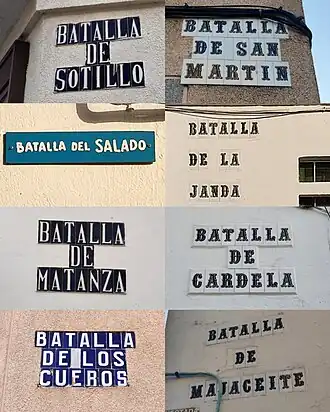 BATALLA
DE
SOTILLO
BATALLA
DE SAN
MARTIN
BATALLA DEL SALADO
BATALLA
DE LA
JANDA
BATALLA
DE
MATANZA
BATALLA
DE
CARDELA
BATALLA
DE LOS
CUEROS
BATALLA
DE
MAJACEITE